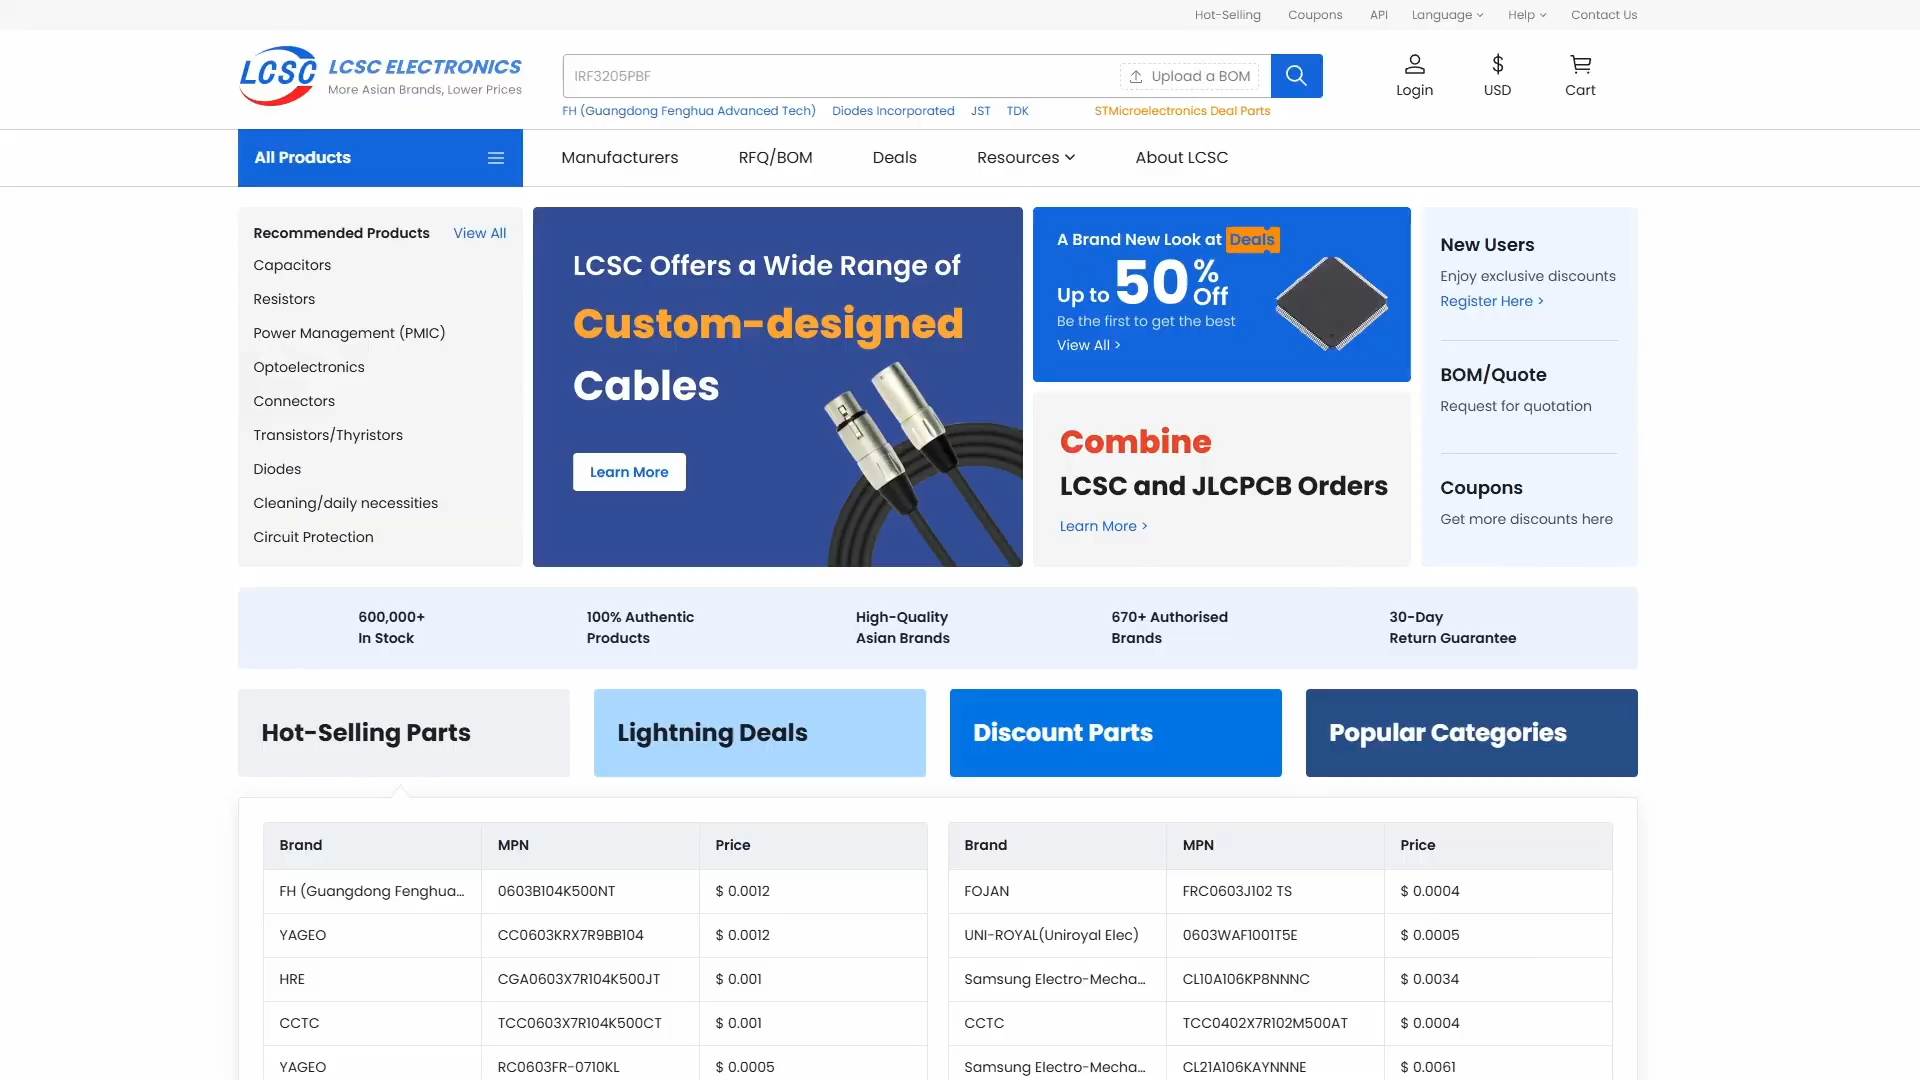 Hot-Selling
Coupons
API
Language
Help
Contact Us
LCSC
LCSC ELECTRONICS
More Asian Brands, Lower Prices
IRF3205PBF
Upload a BOM
Login
USD
Cart
FH (Guangdong Fenghua Advanced Tech)
Diodes Incorporated
JST
TDK
STMicroelectronics Deal Parts
All Products
Manufacturers
RFQ/BOM
Deals
Resources
About LCSC
Recommended Products
View All
Capacitors
Resistors
Power Management (PMIC)
Optoelectronics
Connectors
Transistors/Thyristors
Diodes
Cleaning/daily necessities
Circuit Protection
LCSC Offers a Wide Range of
Custom-designed
Cables
Learn More
A Brand New Look at Deals
Up to 50% Off
Be the first to get the best
View All >
Combine
LCSC and JLCPCB Orders
Learn More >
New Users
Enjoy exclusive discounts
Register Here >
BOM/Quote
Request for quotation
Coupons
Get more discounts here
600,000+
In Stock
100% Authentic
Products
High-Quality
Asian Brands
670+ Authorised
Brands
30-Day
Return Guarantee
Hot-Selling Parts
Lightning Deals
Discount Parts
Popular Categories
Brand MPN Price
FH (Guangdong Fenghua... 0603B104K500NT $ 0.0012
YAGEO CC0603KRX7R9BB104 $ 0.0012
HRE CGA0603X7R104K500JT $ 0.001
CCTC TCC0603X7R104K500CT $ 0.001
YAGEO RC0603FR-0710KL $ 0.0005
Brand MPN Price
FOJAN FRC0603J102 TS $ 0.0004
UNI-ROYAL(Uniroyal Elec) 0603WAF1001T5E $ 0.0005
Samsung Electro-Mecha... CL10A106KP8NNNC $ 0.0034
CCTC TCC0402X7R102M500AT $ 0.0004
Samsung Electro-Mecha... CL21A106KAYNNNE $ 0.0061